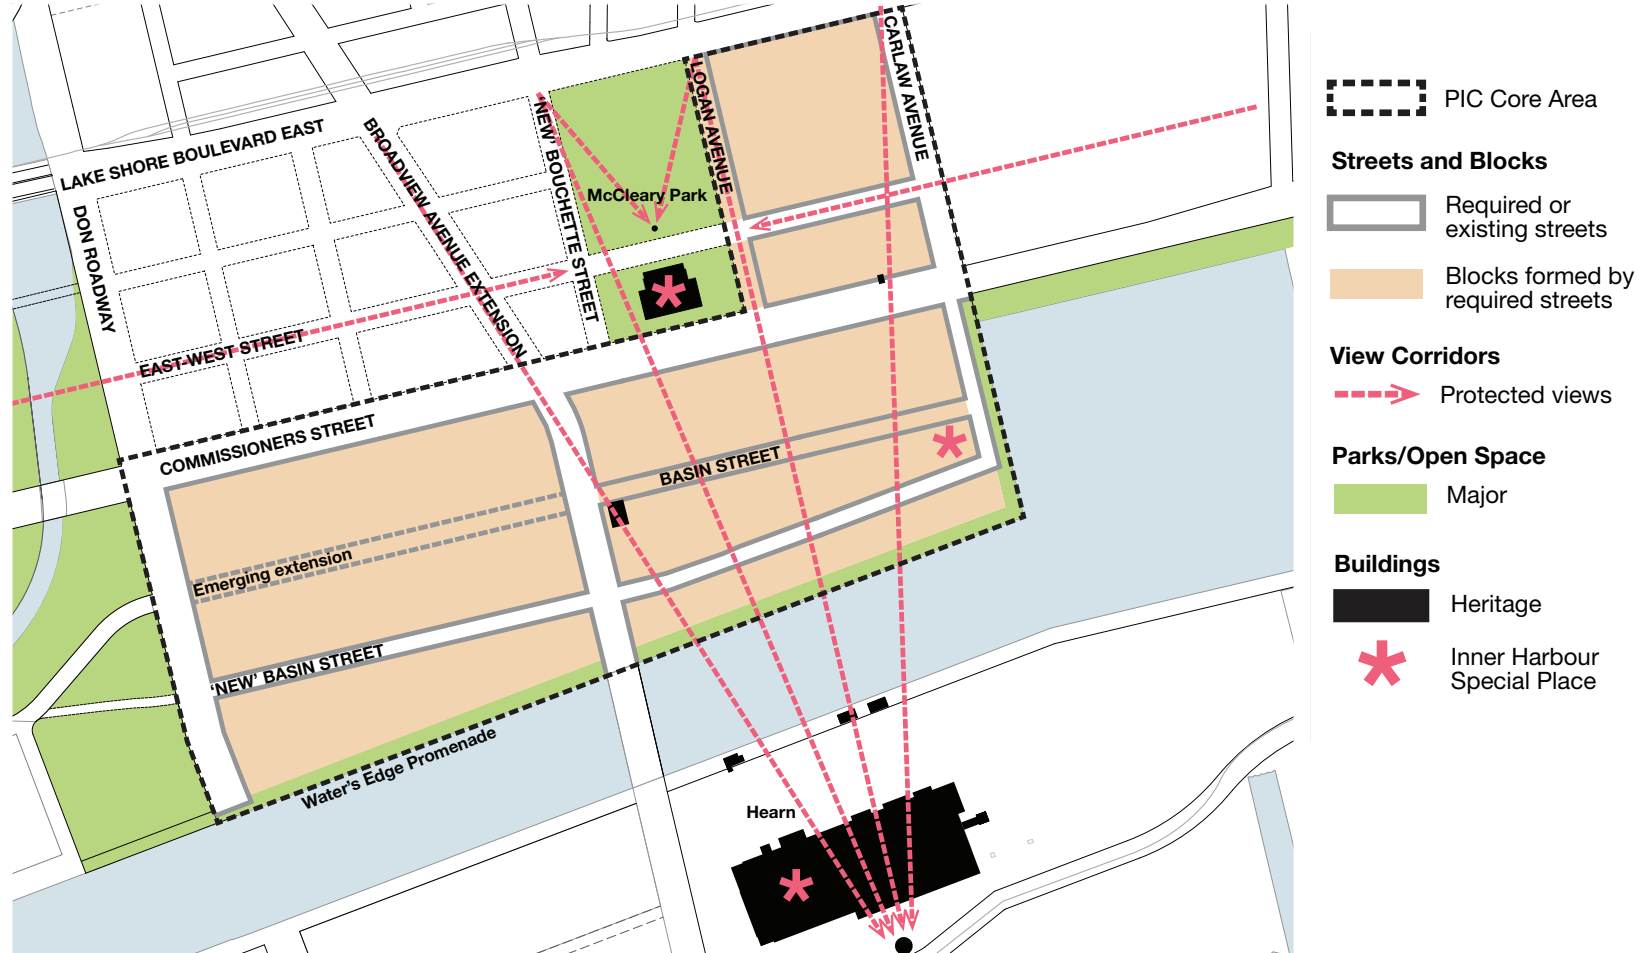 LAKE SHORE BOULEVARD EAST
DON ROADWAY
BROADVIEW AVENUE EXTENSION
'NEW' BOUCHETTE STREET
LOGAN AVENUE
CARLAW AVENUE
McCleary Park
EAST-WEST STREET
COMMISSIONERS STREET
BASIN STREET
Emerging extension
'NEW' BASIN STREET
Water's Edge Promenade
Hearn
PIC Core Area
Streets and Blocks
Required or
existing streets
Blocks formed by
required streets
View Corridors
Protected views
Parks/Open Space
Major
Buildings
Heritage
Inner Harbour
Special Place